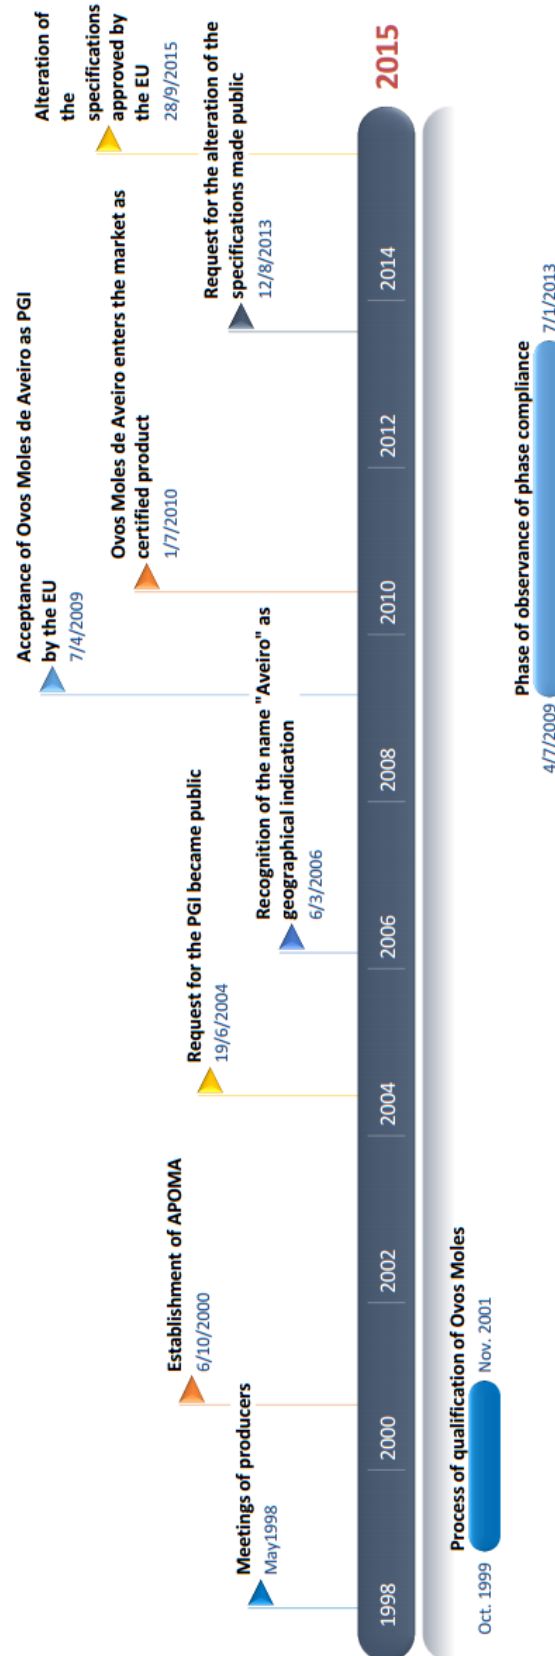 Meetings of producers
May1998
Establishment of APOMA
6/10/2000
Request for the PGI became public
19/6/2004
Recognition of the name "Aveiro" as
geographical indication
6/3/2006
Acceptance of Ovos Moles de Aveiro as PGI
by the EU
7/4/2009
Ovos Moles de Aveiro enters the market as
certified product
1/7/2010
Request for the alteration of the
specifications made public
12/8/2013
Alteration of
the
specifications
approved by
the EU
28/9/2015
1998
2000
2002
2004
2006
2008
2010
2012
2014
2015
Process of qualification of Ovos Moles
Oct. 1999
Nov. 2001
Phase of observance of phase compliance
4/7/2009
7/1/2013